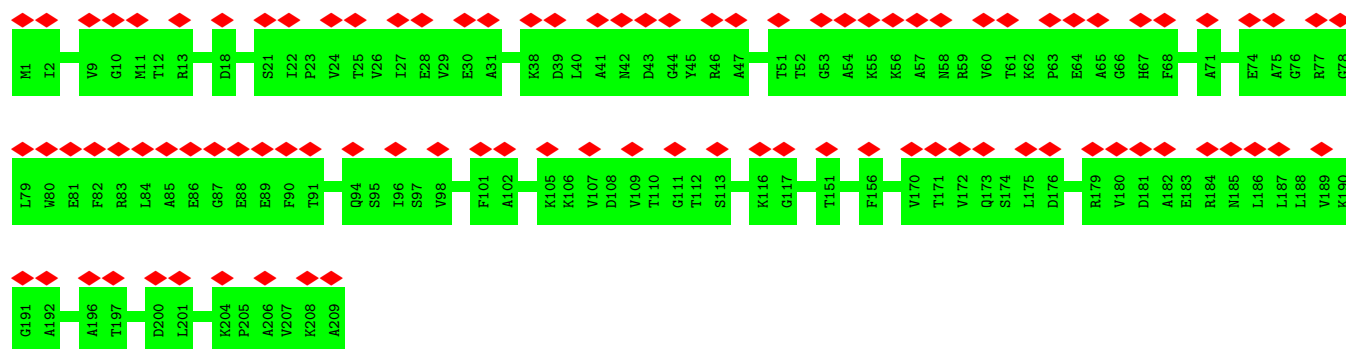 M1 I2 V9 G10 M11 T12 R13 D18 S21 I22 P23 V24 T25 V26 I27 E28 V29 E30 A31 K38 D39 L40 A41 N42 D43 G44 Y45 R46 A47 T51 T52 G53 A54 K55 K56 A57 N58 R59 V60 T61 K62 P63 E64 A65 G66 H67 F68 A71 E74 A75 G76 R77 G78
L79 W80 E81 F82 R83 L84 A85 E86 G87 E88 E89 F90 T91 Q94 S95 I96 S97 V98 F101 A102 K105 K106 V107 D108 V109 T110 G111 T112 S113 K116 G117 T151 F156 V170 T171 V172 Q173 S174 L175 D176 R179 V180 D181 A182 E183 R184 N185 L186 L187 L188 V189 K190
G191 A192 A196 T197 D200 L201 K204 P205 A206 V207 K208 A209